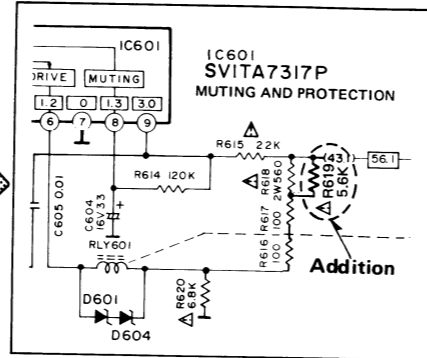 IC601
DRIVE MUTING
1.2 0 1.3 3.0
6 7 8 9
IC601
SVITA7317P
MUTING AND PROTECTION
R615 22K
(43.1)
56.1
R614 120K
R618
2W560
R619
5.6K
C605 0.01
C604
16V33
+
RLY601
R617
100
R616
100
Addition
R620
6.8K
D601
D604